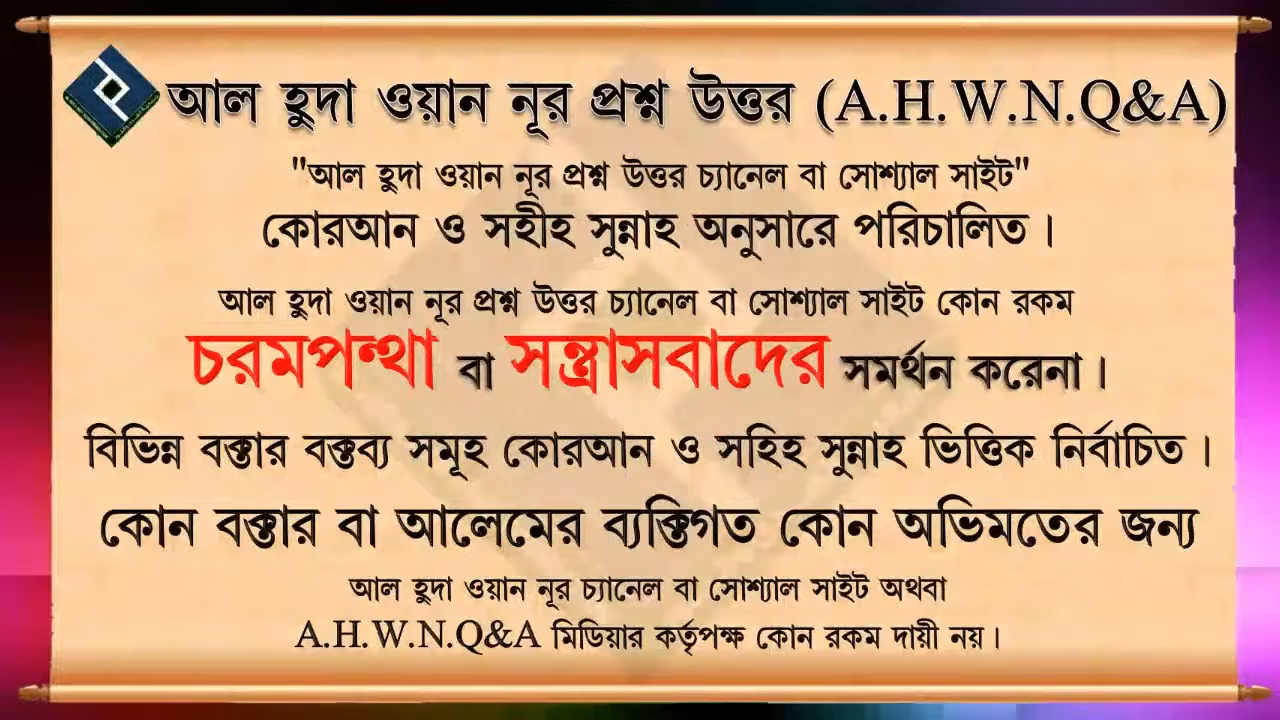 আল হুদা ওয়ান নূর প্রশ্ন উত্তর (A.H.W.N.Q&A)
"আল হুদা ওয়ান নূর প্রশ্ন উত্তর চ্যানেল বা সোশ্যাল সাইট"
কোরআন ও সহীহ সুন্নাহ অনুসারে পরিচালিত।
আল হুদা ওয়ান নূর প্রশ্ন উত্তর চ্যানেল বা সোশ্যাল সাইট কোন রকম
চরমপন্থা বা সন্ত্রাসবাদের সমর্থন করেনা।
বিভিন্ন বক্তার বক্তব্য সমূহ কোরআন ও সহিহ সুন্নাহ ভিত্তিক নির্বাচিত।
কোন বক্তার বা আলেমের ব্যক্তিগত কোন অভিমতের জন্য
আল হুদা ওয়ান নূর চ্যানেল বা সোশ্যাল সাইট অথবা
A.H.W.N.Q&A মিডিয়ার কর্তৃপক্ষ কোন রকম দায়ী নয়।